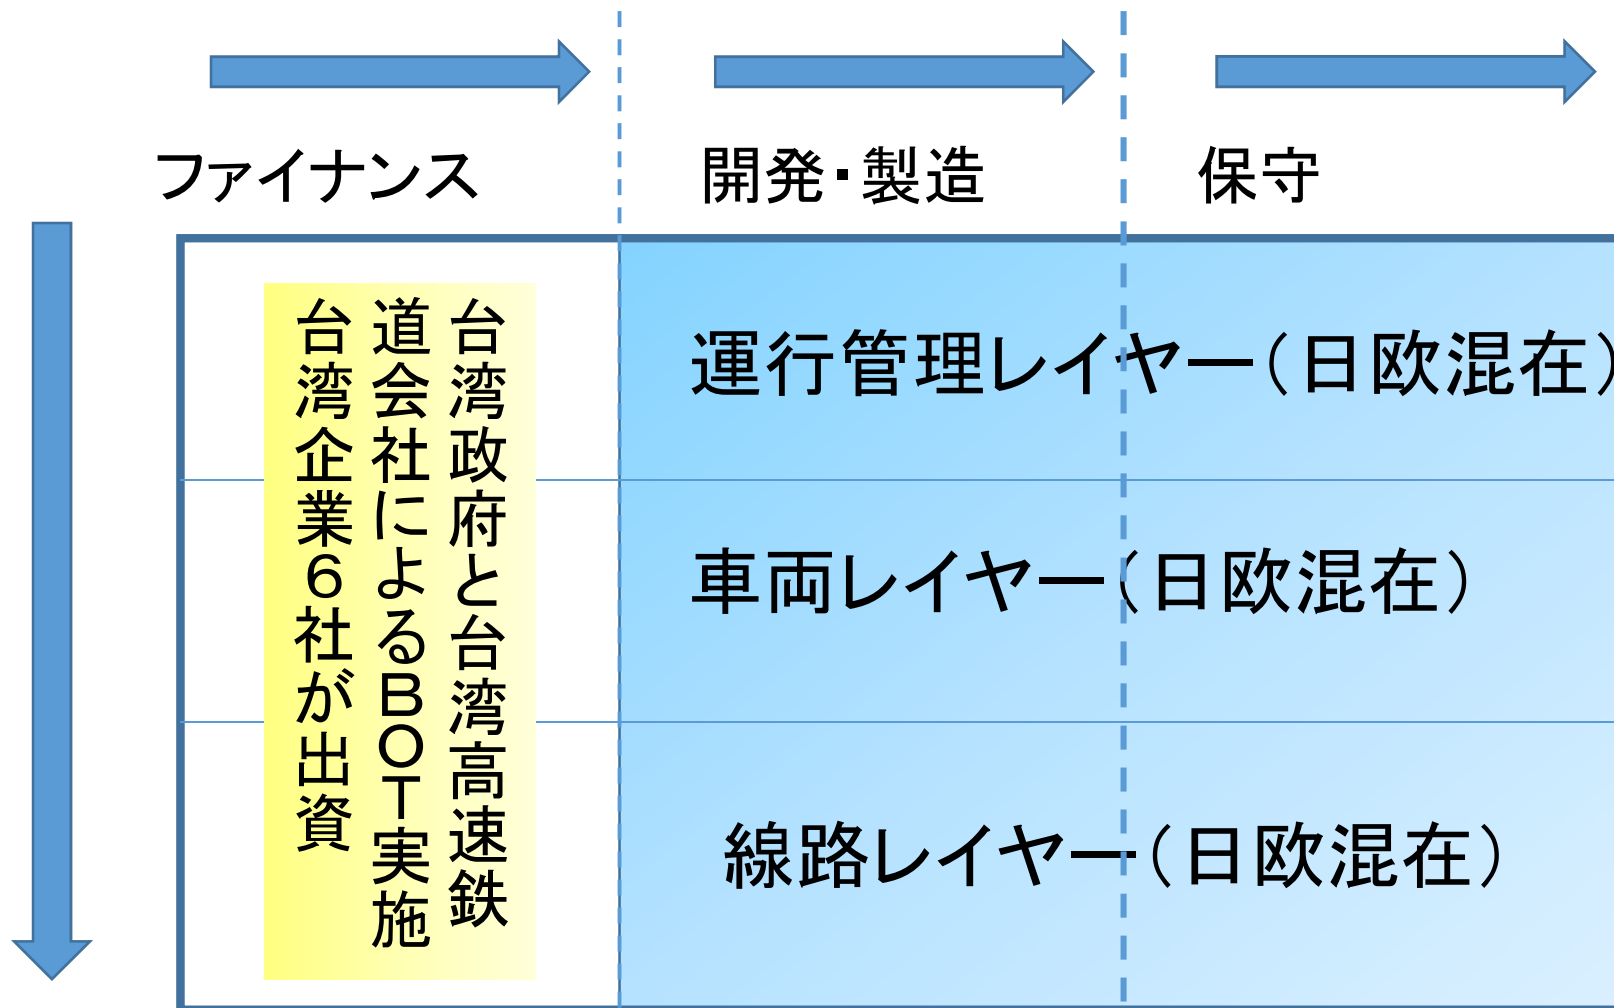 ファイナンス
開発・製造
保守
台湾政府と台湾高速鉄
道会社によるＢＯＴ実施
台湾企業６社が出資
運行管理レイヤー（日欧混在）
車両レイヤー（日欧混在）
線路レイヤー（日欧混在）